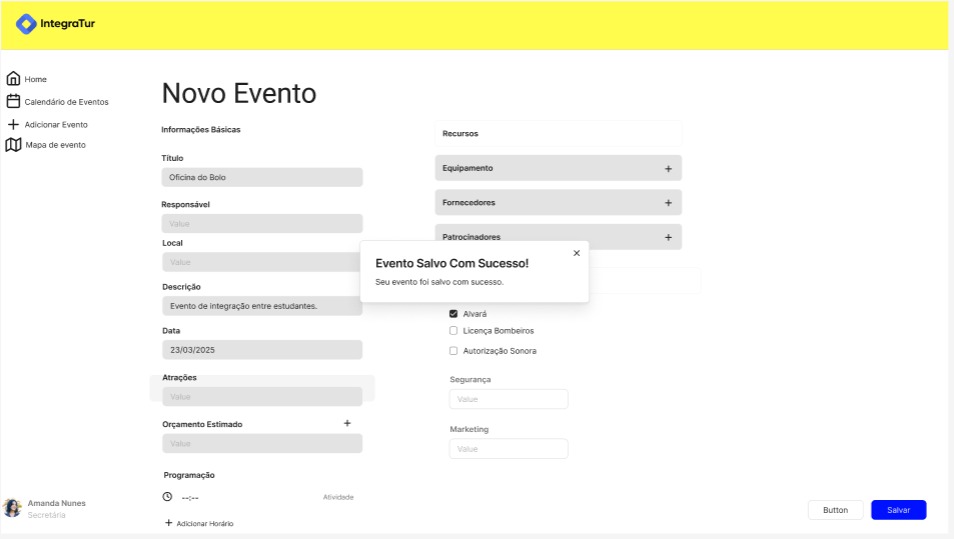 IntegraTur
Home
Calendário de Eventos
Adicionar Evento
Mapa de evento
Novo Evento
Informações Básicas
Título
Oficina do Bolo
Responsável
Value
Local
Value
Descrição
Evento de integração entre estudantes.
Data
23/03/2025
Atrações
Value
Orçamento Estimado
Value
Programação
--:--
Atividade
Adicionar Horário
Recursos
Equipamento
Fornecedores
Patrocinadores
Evento Salvo Com Sucesso!
Seu evento foi salvo com sucesso.
Alvará
Licença Bombeiros
Autorização Sonora
Segurança
Value
Marketing
Value
Amanda Nunes
Secretária
Button
Salvar